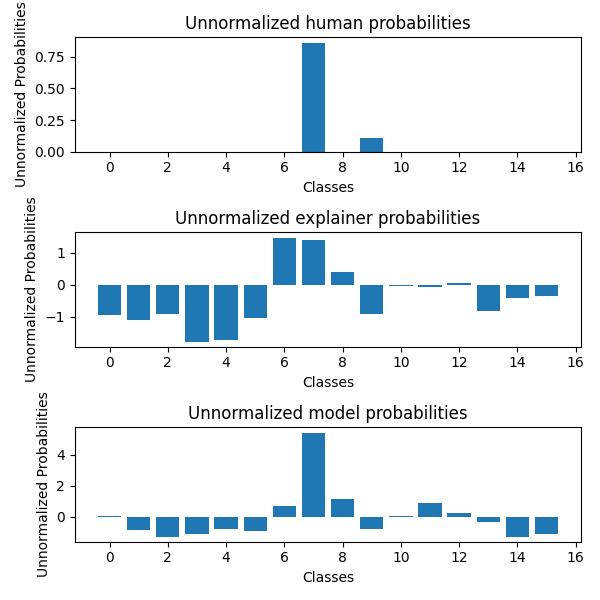 Unnormalized human probabilities
Unnormalized Probabilities
0.75
0.50
0.25
0.00
0 2 4 6 8 10 12 14 16
Classes
Unnormalized explainer probabilities
Unnormalized Probabilities
1
0
−1
0 2 4 6 8 10 12 14 16
Classes
Unnormalized model probabilities
Unnormalized Probabilities
4
2
0
0 2 4 6 8 10 12 14 16
Classes